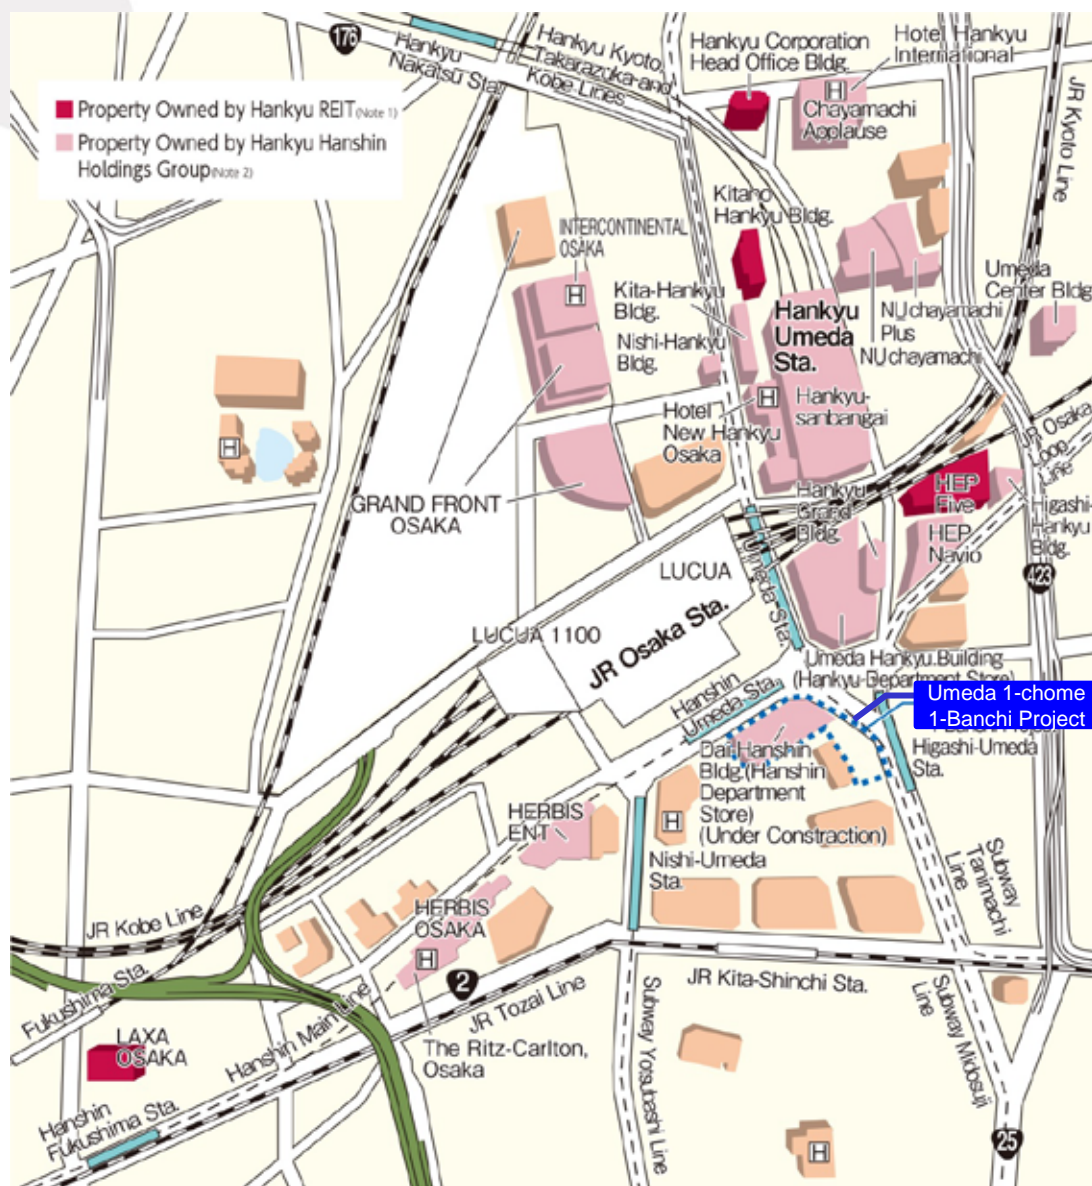 176
Hankyu
Nakatsu Sta.
Hankyu Kyoto,
Takarazuka and
Kobe Lines
Hankyu Corporation
Head Office Bldg.
Hotel Hankyu
International
H
Chayamachi
Applause
JR Kyoto Line
Property Owned by Hankyu REIT(Note 1)
Property Owned by Hankyu Hanshin
Holdings Group(Note 2)
Kitano
Hankyu Bldg.
INTERCONTINENTAL
OSAKA
H
Kita-Hankyu
Bldg.
Nishi-Hankyu
Bldg.
Hankyu
Umeda
Sta.
NU chayamachi
Plus
NU chayamachi
Umeda
Center Bldg.
H
Hotel
New Hankyu
Osaka
Hankyu-
sanbangai
H
JR Osaka
Loop
Line
GRAND FRONT
OSAKA
Hankyu
Grand
Bldg.
HEP
Five
HEP
Navio
Higashi-
Hankyu
Bldg.
423
LUCUA
Umeda Sta.
LUCUA 1100
JR Osaka Sta.
Umeda Hankyu Building
(Hankyu Department Store)
Hanshin
Umeda Sta.
Umeda 1-chome
1-Banchi Project
Higashi-Umeda
Sta.
Dai Hanshin
Bldg.(Hanshin
Department
Store)
(Under Constraction)
HERBIS
ENT
H
Nishi-Umeda
Sta.
Subway
Tanimachi
Line
JR Kobe Line
HERBIS
OSAKA
H
2
JR Kita-Shinchi Sta.
Fukushima Sta.
Hanshin Main Line
JR Tozai Line
Subway Yotsubashi Line
Subway Midosuji
Line
LAXA
OSAKA
The Ritz-Carlton,
Osaka
Hanshin
Fukushima Sta.
H
25